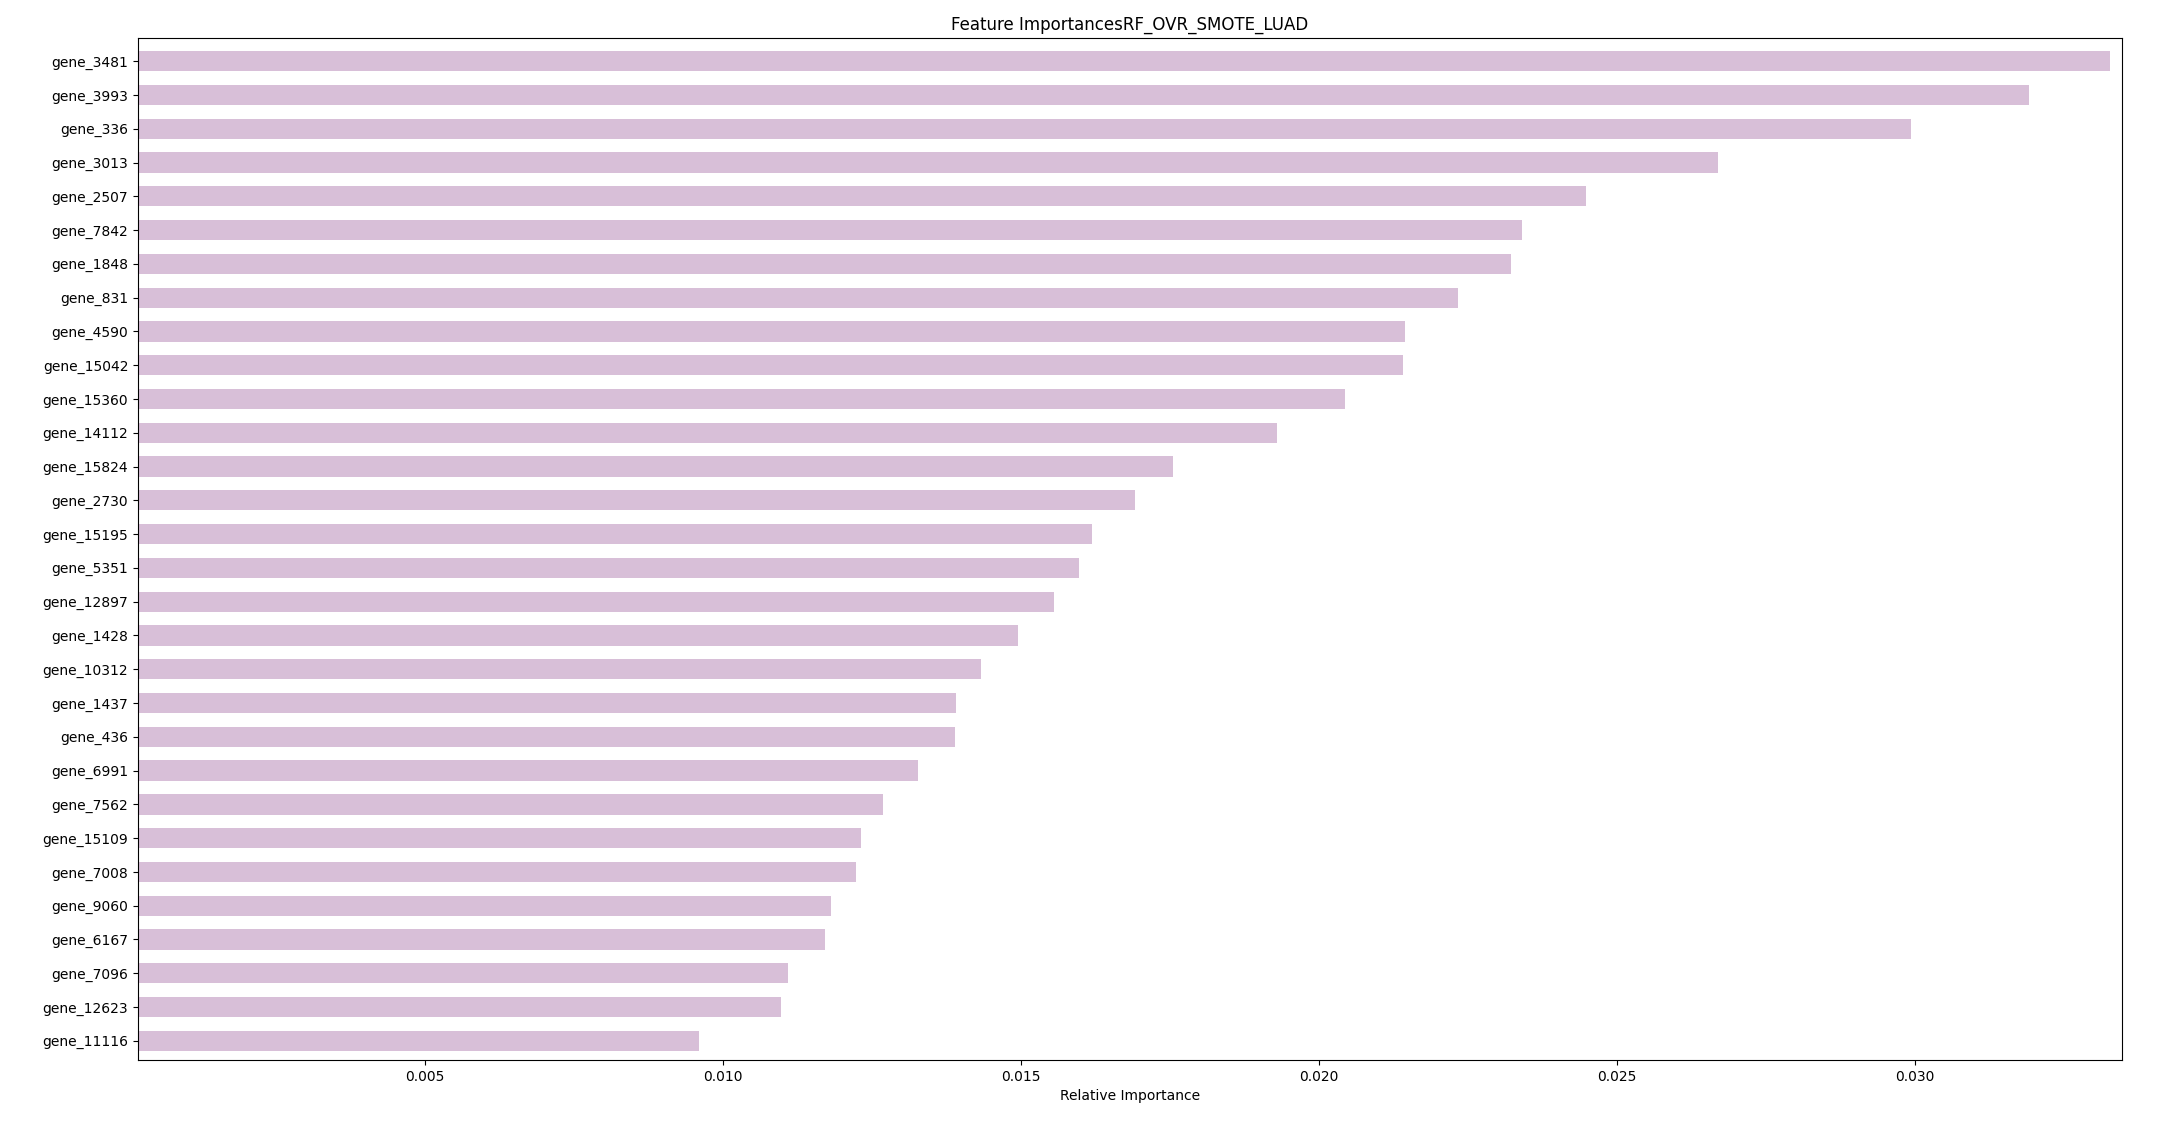 Feature ImportancesRF_OVR_SMOTE_LUAD
gene_3481
gene_3993
gene_336
gene_3013
gene_2507
gene_7842
gene_1848
gene_831
gene_4590
gene_15042
gene_15360
gene_14112
gene_15824
gene_2730
gene_15195
gene_5351
gene_12897
gene_1428
gene_10312
gene_1437
gene_436
gene_6991
gene_7562
gene_15109
gene_7008
gene_9060
gene_6167
gene_7096
gene_12623
gene_11116
0.005 0.010 0.015 0.020 0.025 0.030
Relative Importance